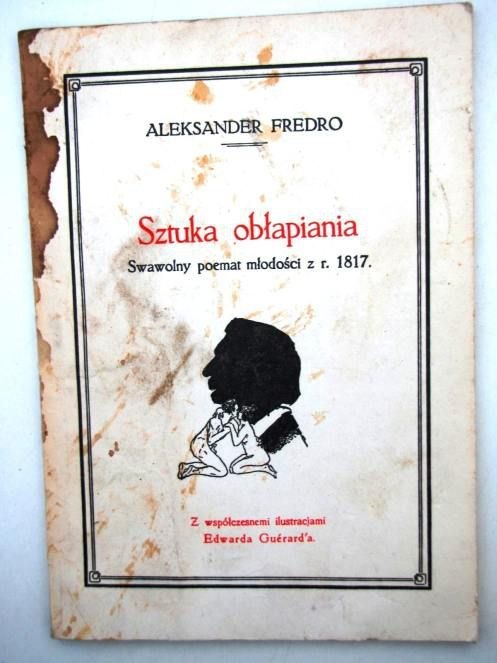 ALEKSANDER FREDRO
Sztuka obłapiania
Swawolny poemat młodości z r. 1817.
Z współczesnemi ilustracjami
Edwarda Guérard'a.